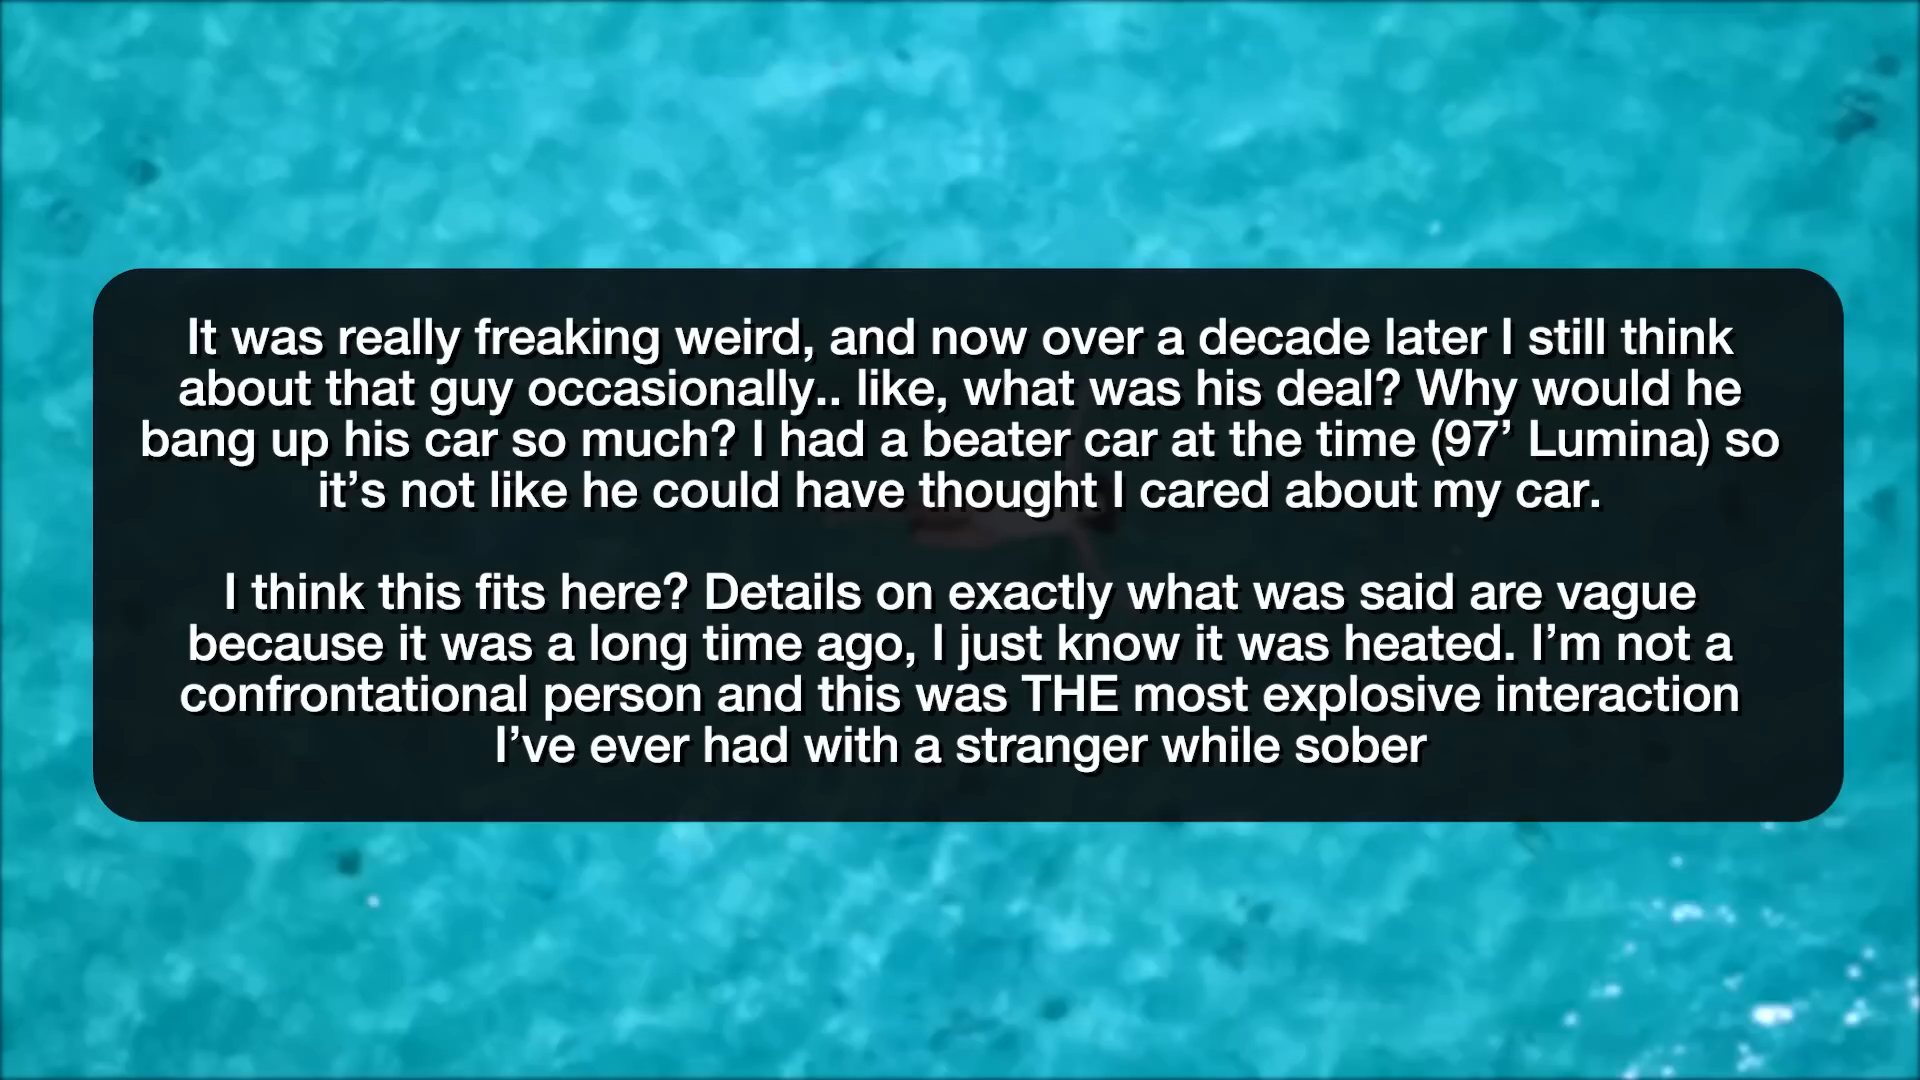 It was really freaking weird, and now over a decade later I still think
about that guy occasionally.. like, what was his deal? Why would he
bang up his car so much? I had a beater car at the time (97’ Lumina) so
it’s not like he could have thought I cared about my car.
I think this fits here? Details on exactly what was said are vague
because it was a long time ago, I just know it was heated. I’m not a
confrontational person and this was THE most explosive interaction
I’ve ever had with a stranger while sober